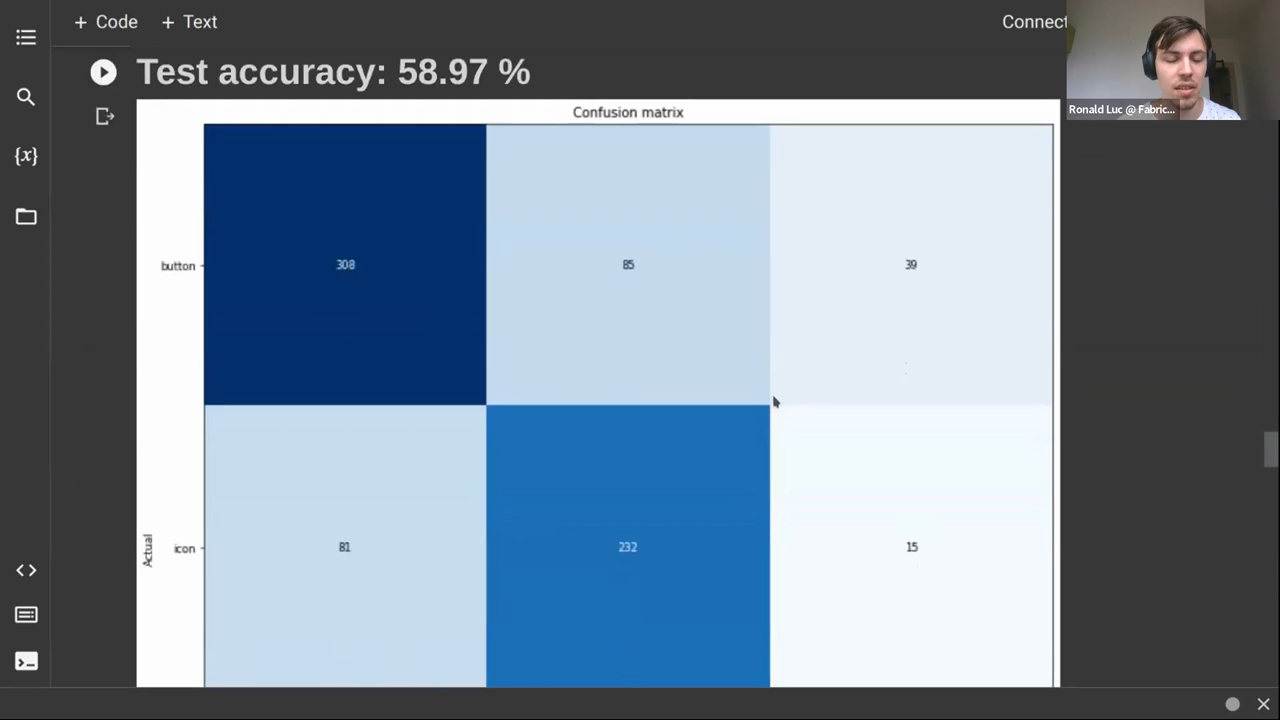 + Code + Text Connect
Ronald Luc @ Fabric...
Test accuracy: 58.97 %
Confusion matrix
button 308 85 39
Actual
icon 81 232 15
{x}